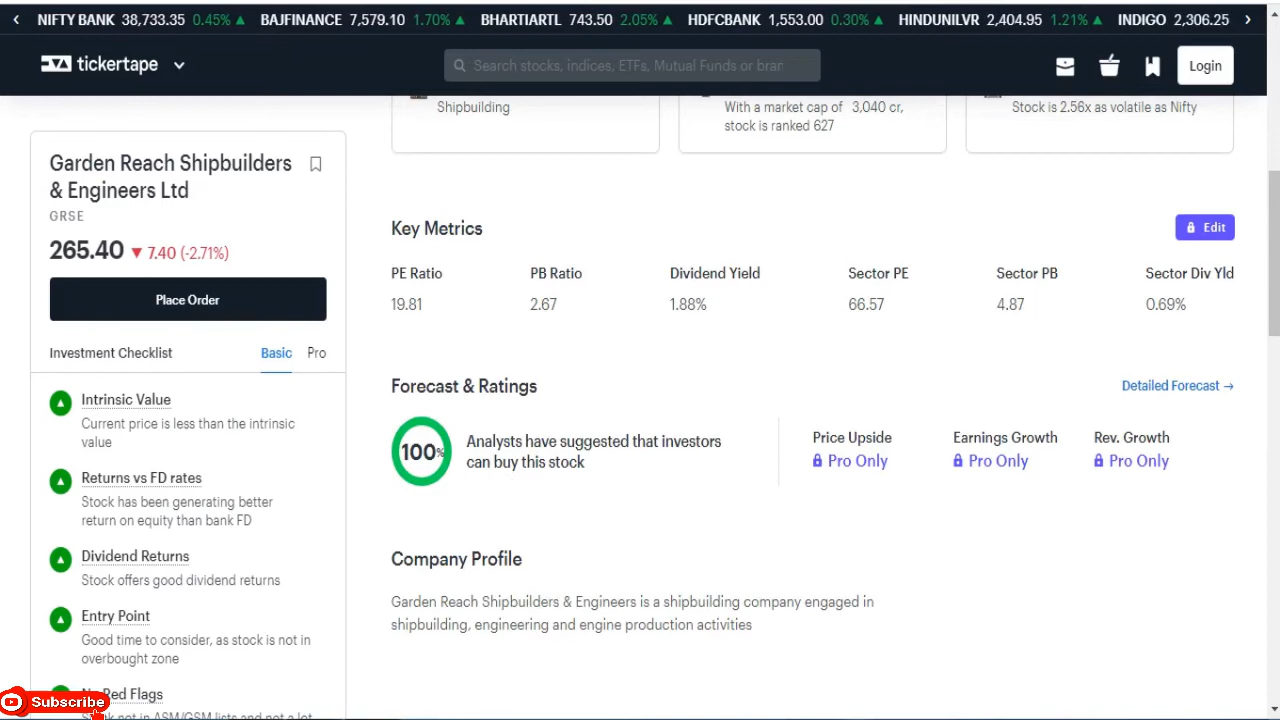 ‹ NIFTY BANK 38,733.35 0.45% ▲ BAJFINANCE 7,579.10 1.70% ▲ BHARTIARTL 743.50 2.05% ▲ HDFCBANK 1,553.00 0.30% ▲ HINDUNILVR 2,404.95 1.21% ▲ INDIGO 2,306.25 ›
tickertape
Search stocks, indices, ETFs, Mutual Funds or bran
Login
Shipbuilding
With a market cap of 3,040 cr,
stock is ranked 627
Stock is 2.56x as volatile as Nifty
Garden Reach Shipbuilders
& Engineers Ltd
GRSE
265.40 ▼ 7.40 (-2.71%)
Place Order
Investment Checklist Basic Pro
Intrinsic Value
Current price is less than the intrinsic
value
Returns vs FD rates
Stock has been generating better
return on equity than bank FD
Dividend Returns
Stock offers good dividend returns
Entry Point
Good time to consider, as stock is not in
overbought zone
Red Flags
not in ASM/GSM lists and not a lot
Subscribe
Key Metrics
Edit
PE Ratio PB Ratio Dividend Yield Sector PE Sector PB Sector Div Yld
19.81 2.67 1.88% 66.57 4.87 0.69%
Forecast & Ratings
Detailed Forecast →
100%
Analysts have suggested that investors
can buy this stock
Price Upside Earnings Growth Rev. Growth
Pro Only Pro Only Pro Only
Company Profile
Garden Reach Shipbuilders & Engineers is a shipbuilding company engaged in
shipbuilding, engineering and engine production activities